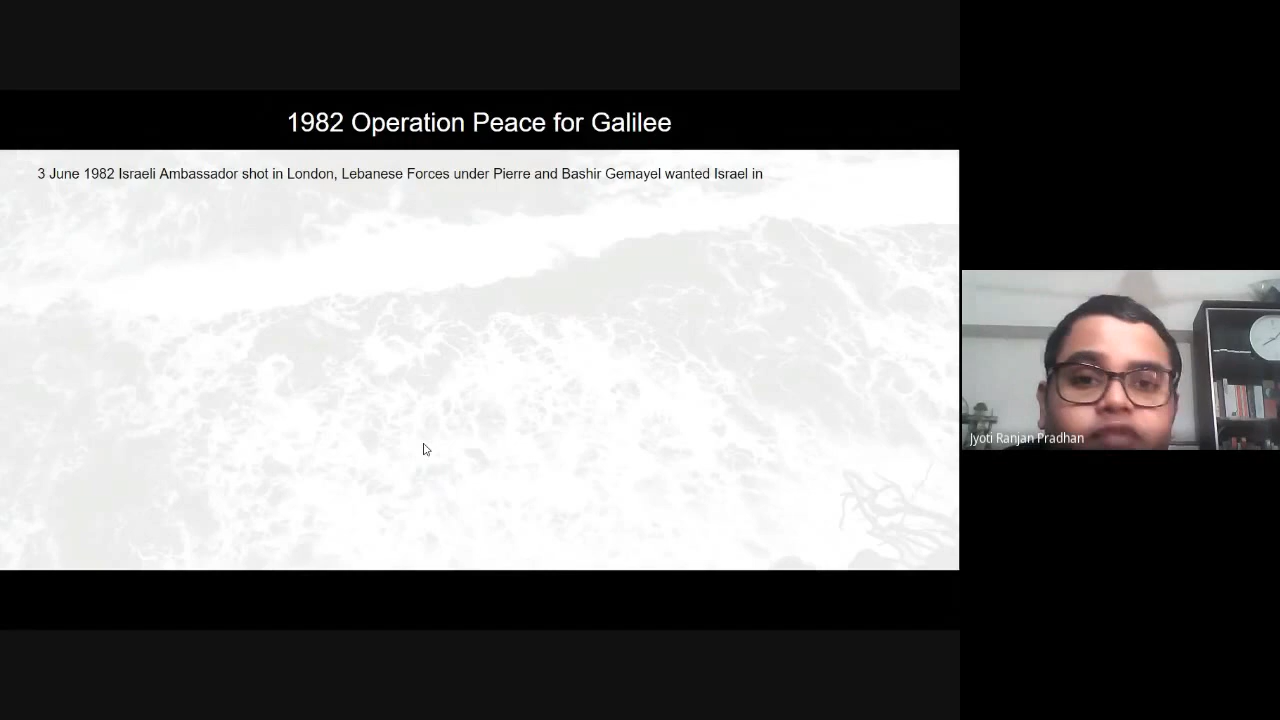 1982 Operation Peace for Galilee
3 June 1982 Israeli Ambassador shot in London, Lebanese Forces under Pierre and Bashir Gemayel wanted Israel in
Jyoti Ranjan Pradhan